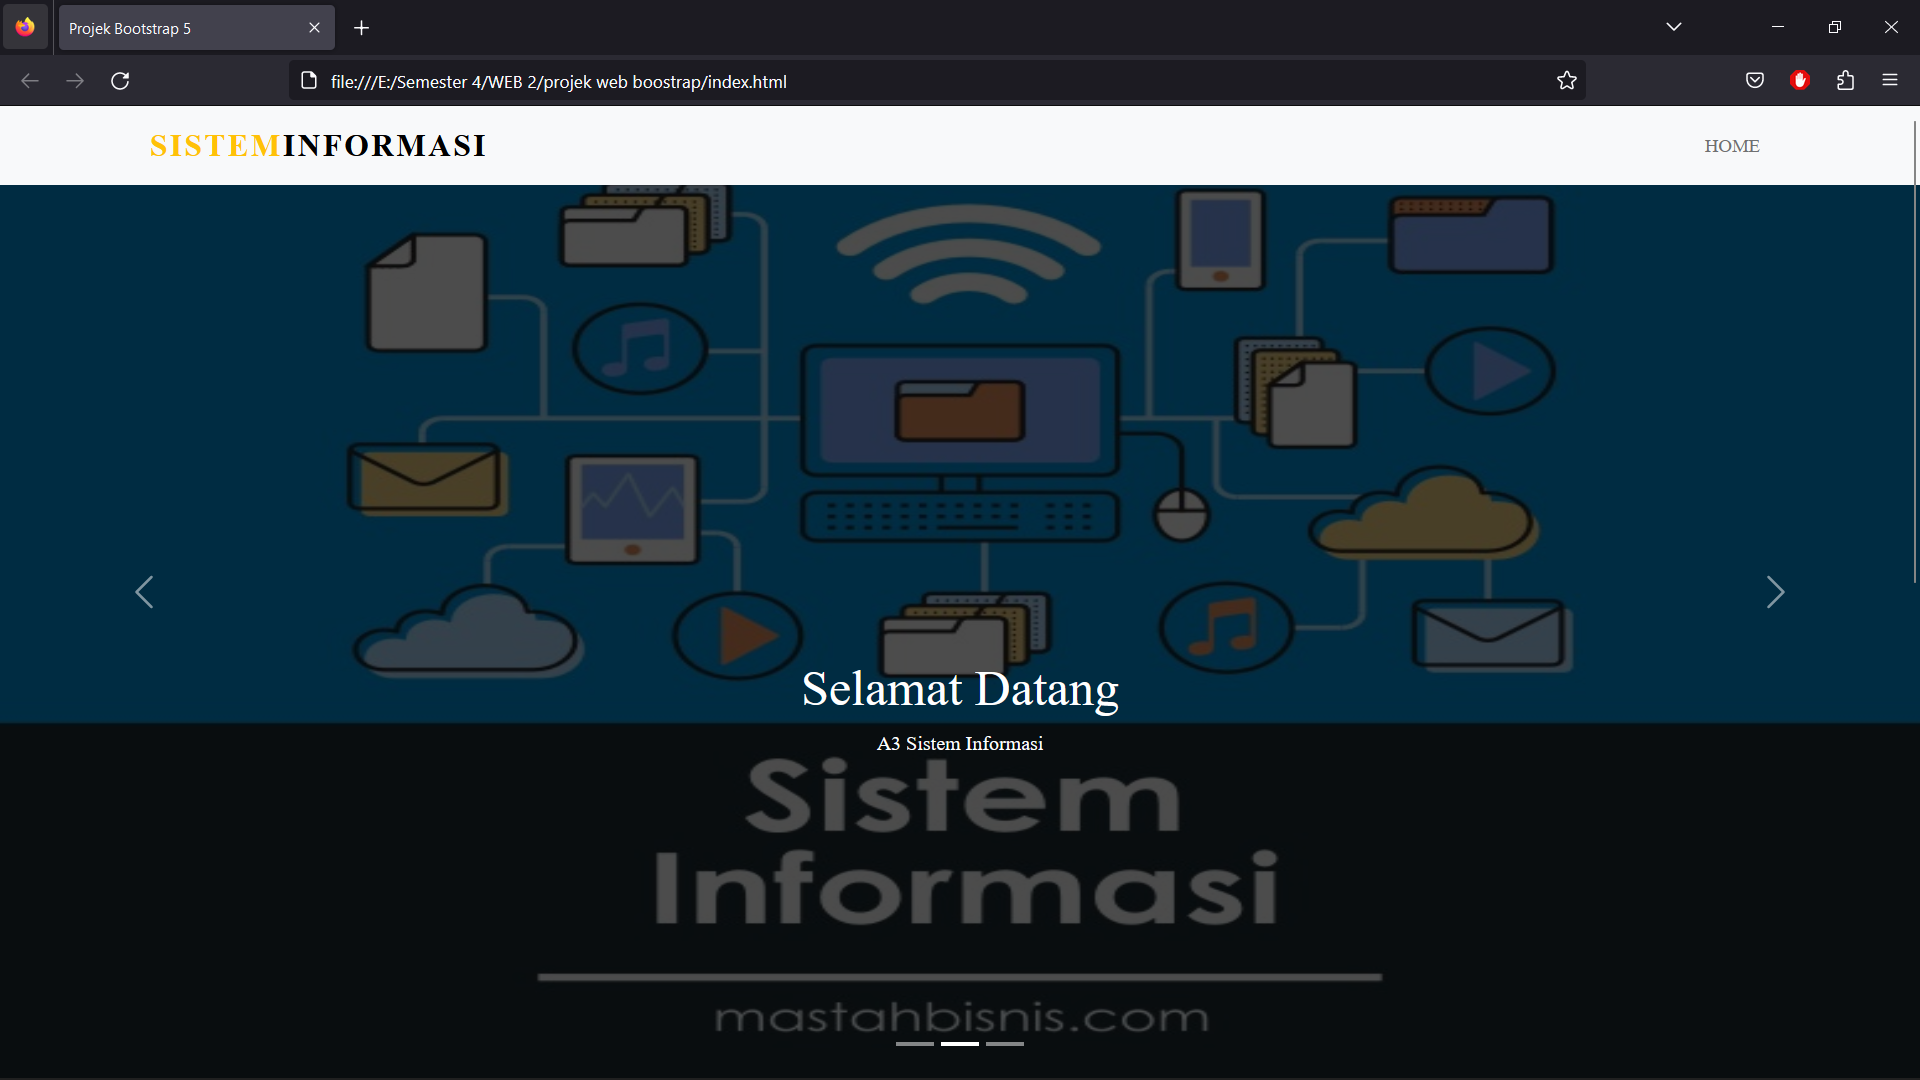 Projek Bootstrap 5
file:///E:/Semester 4/WEB 2/projek web boostrap/index.html
SISTEMINFORMASI
HOME
Selamat Datang
A3 Sistem Informasi
Sistem
Informasi
mastahbisnis.com